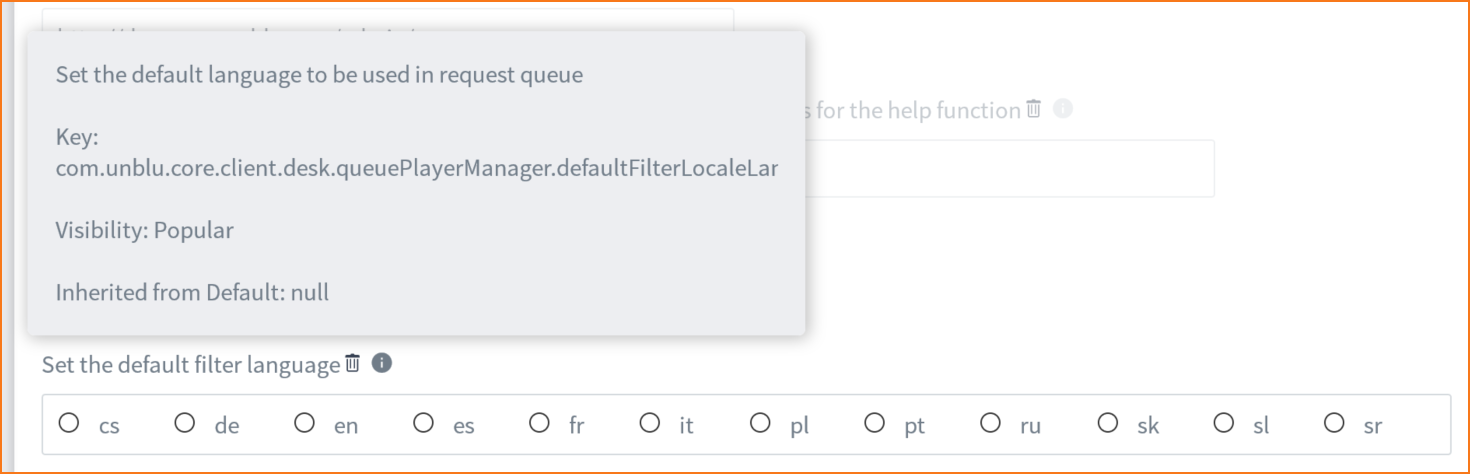 Set the default language to be used in request queue
Key:
com.unblu.core.client.desk.queuePlayerManager.defaultFilterLocaleLar
Visibility: Popular
Inherited from Default: null
s for the help function
Set the default filter language
cs de en es fr it pl pt ru sk sl sr